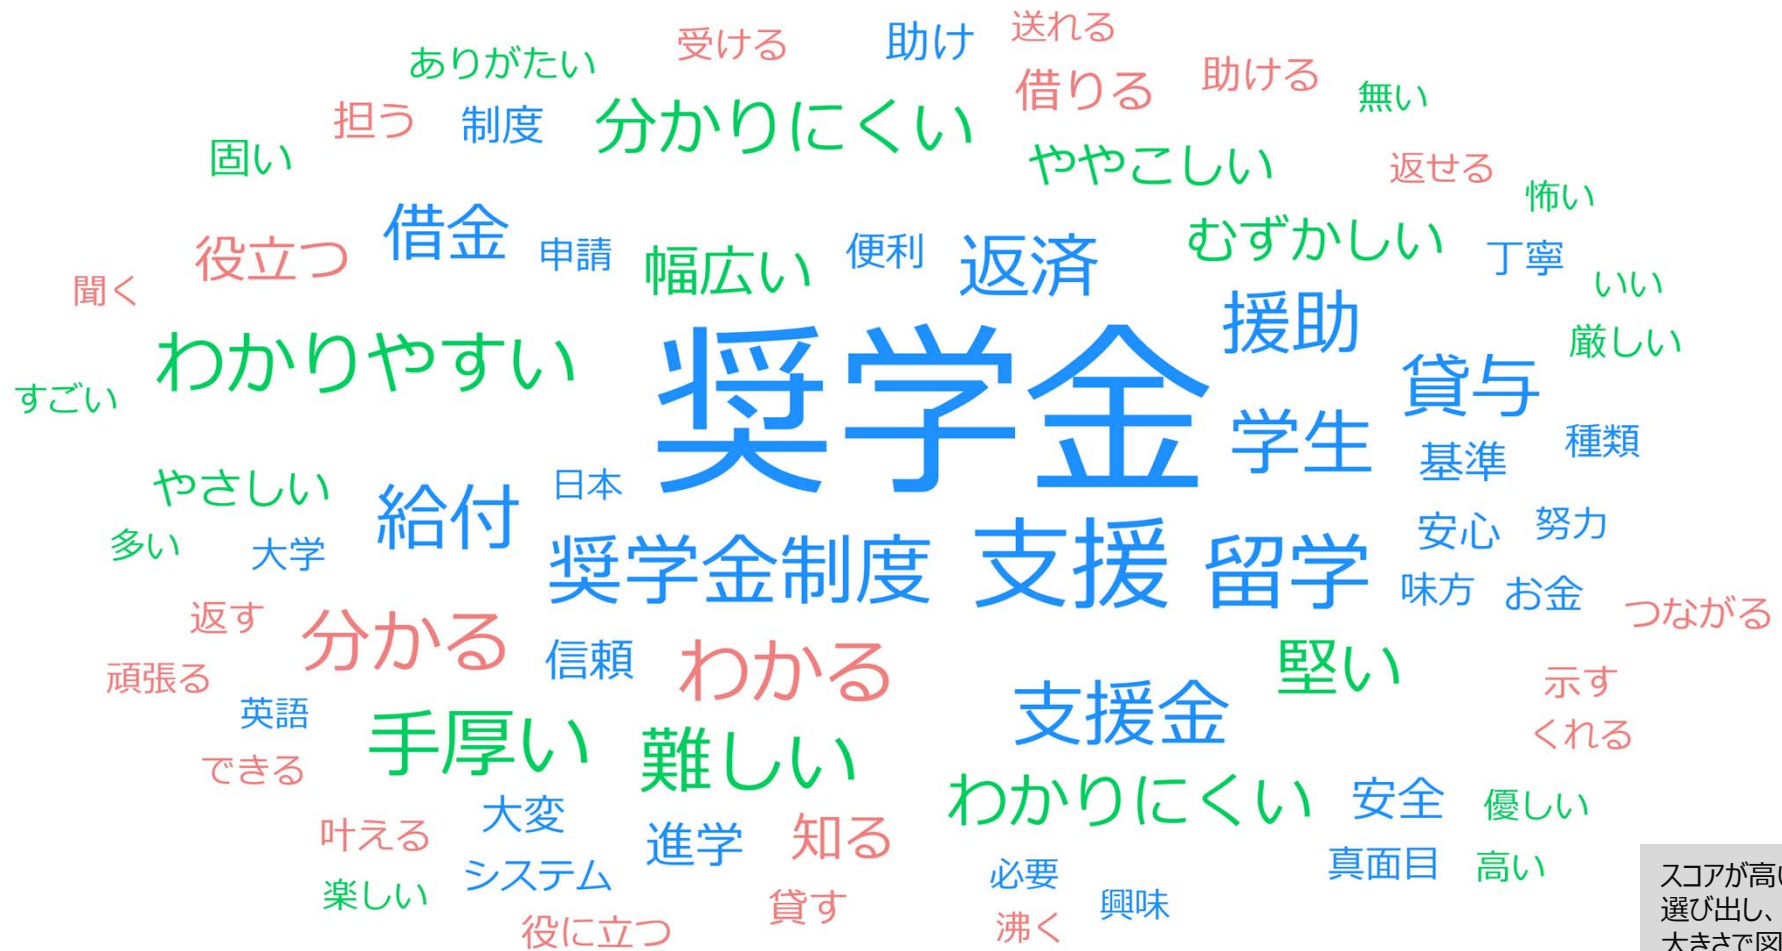 送れる
助け
受ける
ありがたい
助ける
借りる
無い
担う
制度
分かりにくい
固い
ややこしい
返せる
怖い
借金
むずかしい
役立つ
申請
幅広い
便利
返済
丁寧
聞く
いい
援助
厳しい
わかりやすい
すごい
奨学金
貸与
学生
基準
種類
やさしい
日本
給付
多い
大学
奨学金制度
支援
留学
安心
努力
味方
お金
返す
つながる
分かる
信頼
わかる
堅い
頑張る
示す
英語
支援金
くれる
できる
手厚い
難しい
わかりにくい
安全
優しい
大変
叶える
進学
知る
システム
必要
真面目
高い
楽しい
貸す
興味
役に立つ
沸く
スコアが高い
選び出し、
大きさで図